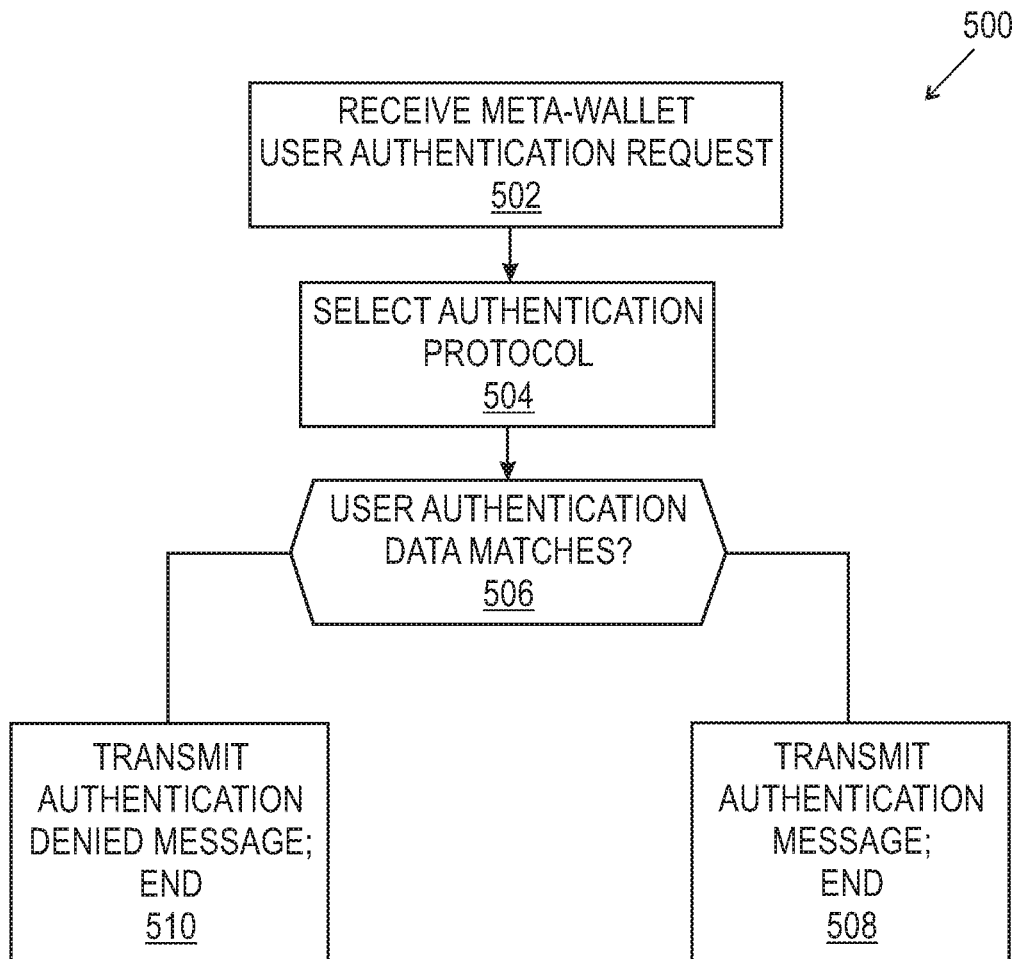 500
RECEIVE META-WALLET
USER AUTHENTICATION REQUEST
502
SELECT AUTHENTICATION
PROTOCOL
504
USER AUTHENTICATION
DATA MATCHES?
506
TRANSMIT
AUTHENTICATION
DENIED MESSAGE;
END
510
TRANSMIT
AUTHENTICATION
MESSAGE;
END
508